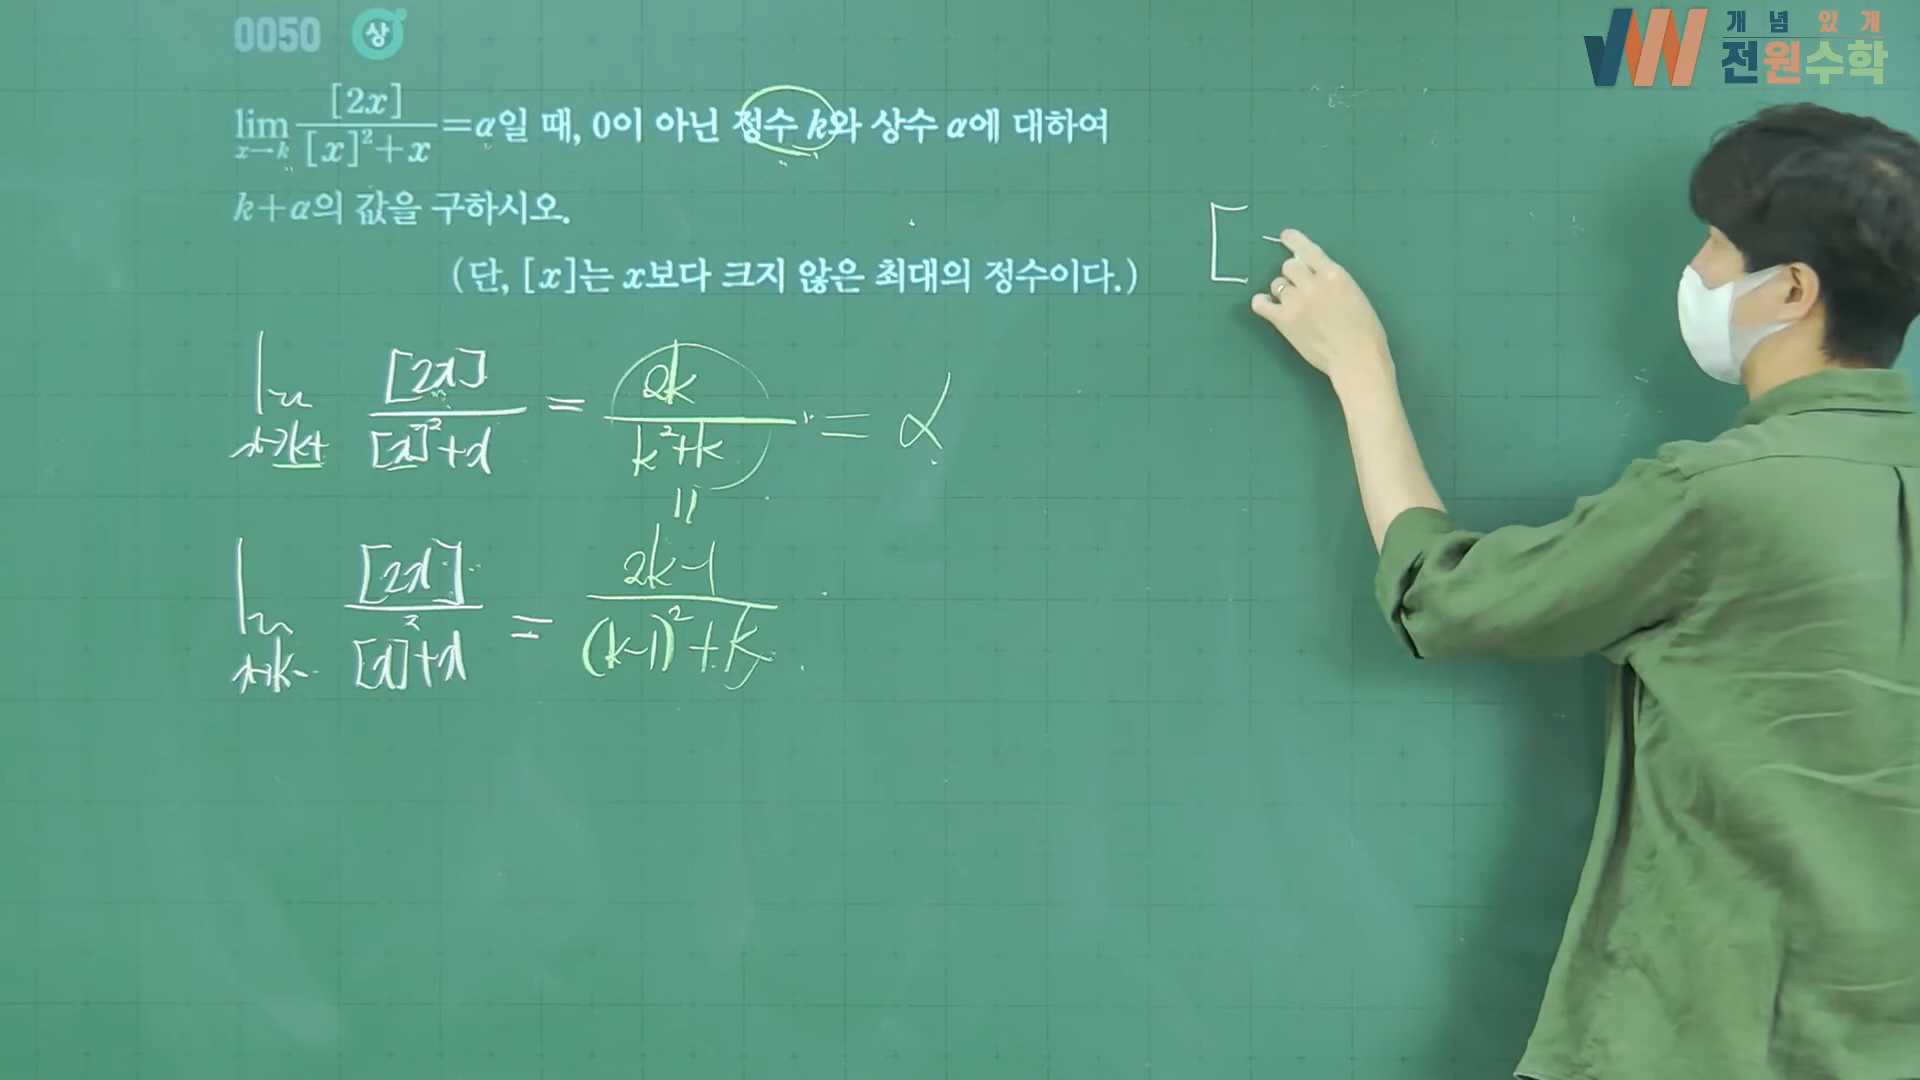 0050 상
개념있게
전원수학
lim x→k [2x] / [x]²+x = α일 때, 0이 아닌 정수 k와 상수 α에 대하여
k+α의 값을 구하시오.
(단, [x]는 x보다 크지 않은 최대의 정수이다.)
[-
lim x→k+ [2x] / [x]²+x = 2k / k²+k = α
=
lim x→k- [2x] / [x]²+x = 2k-1 / (k-1)²+k